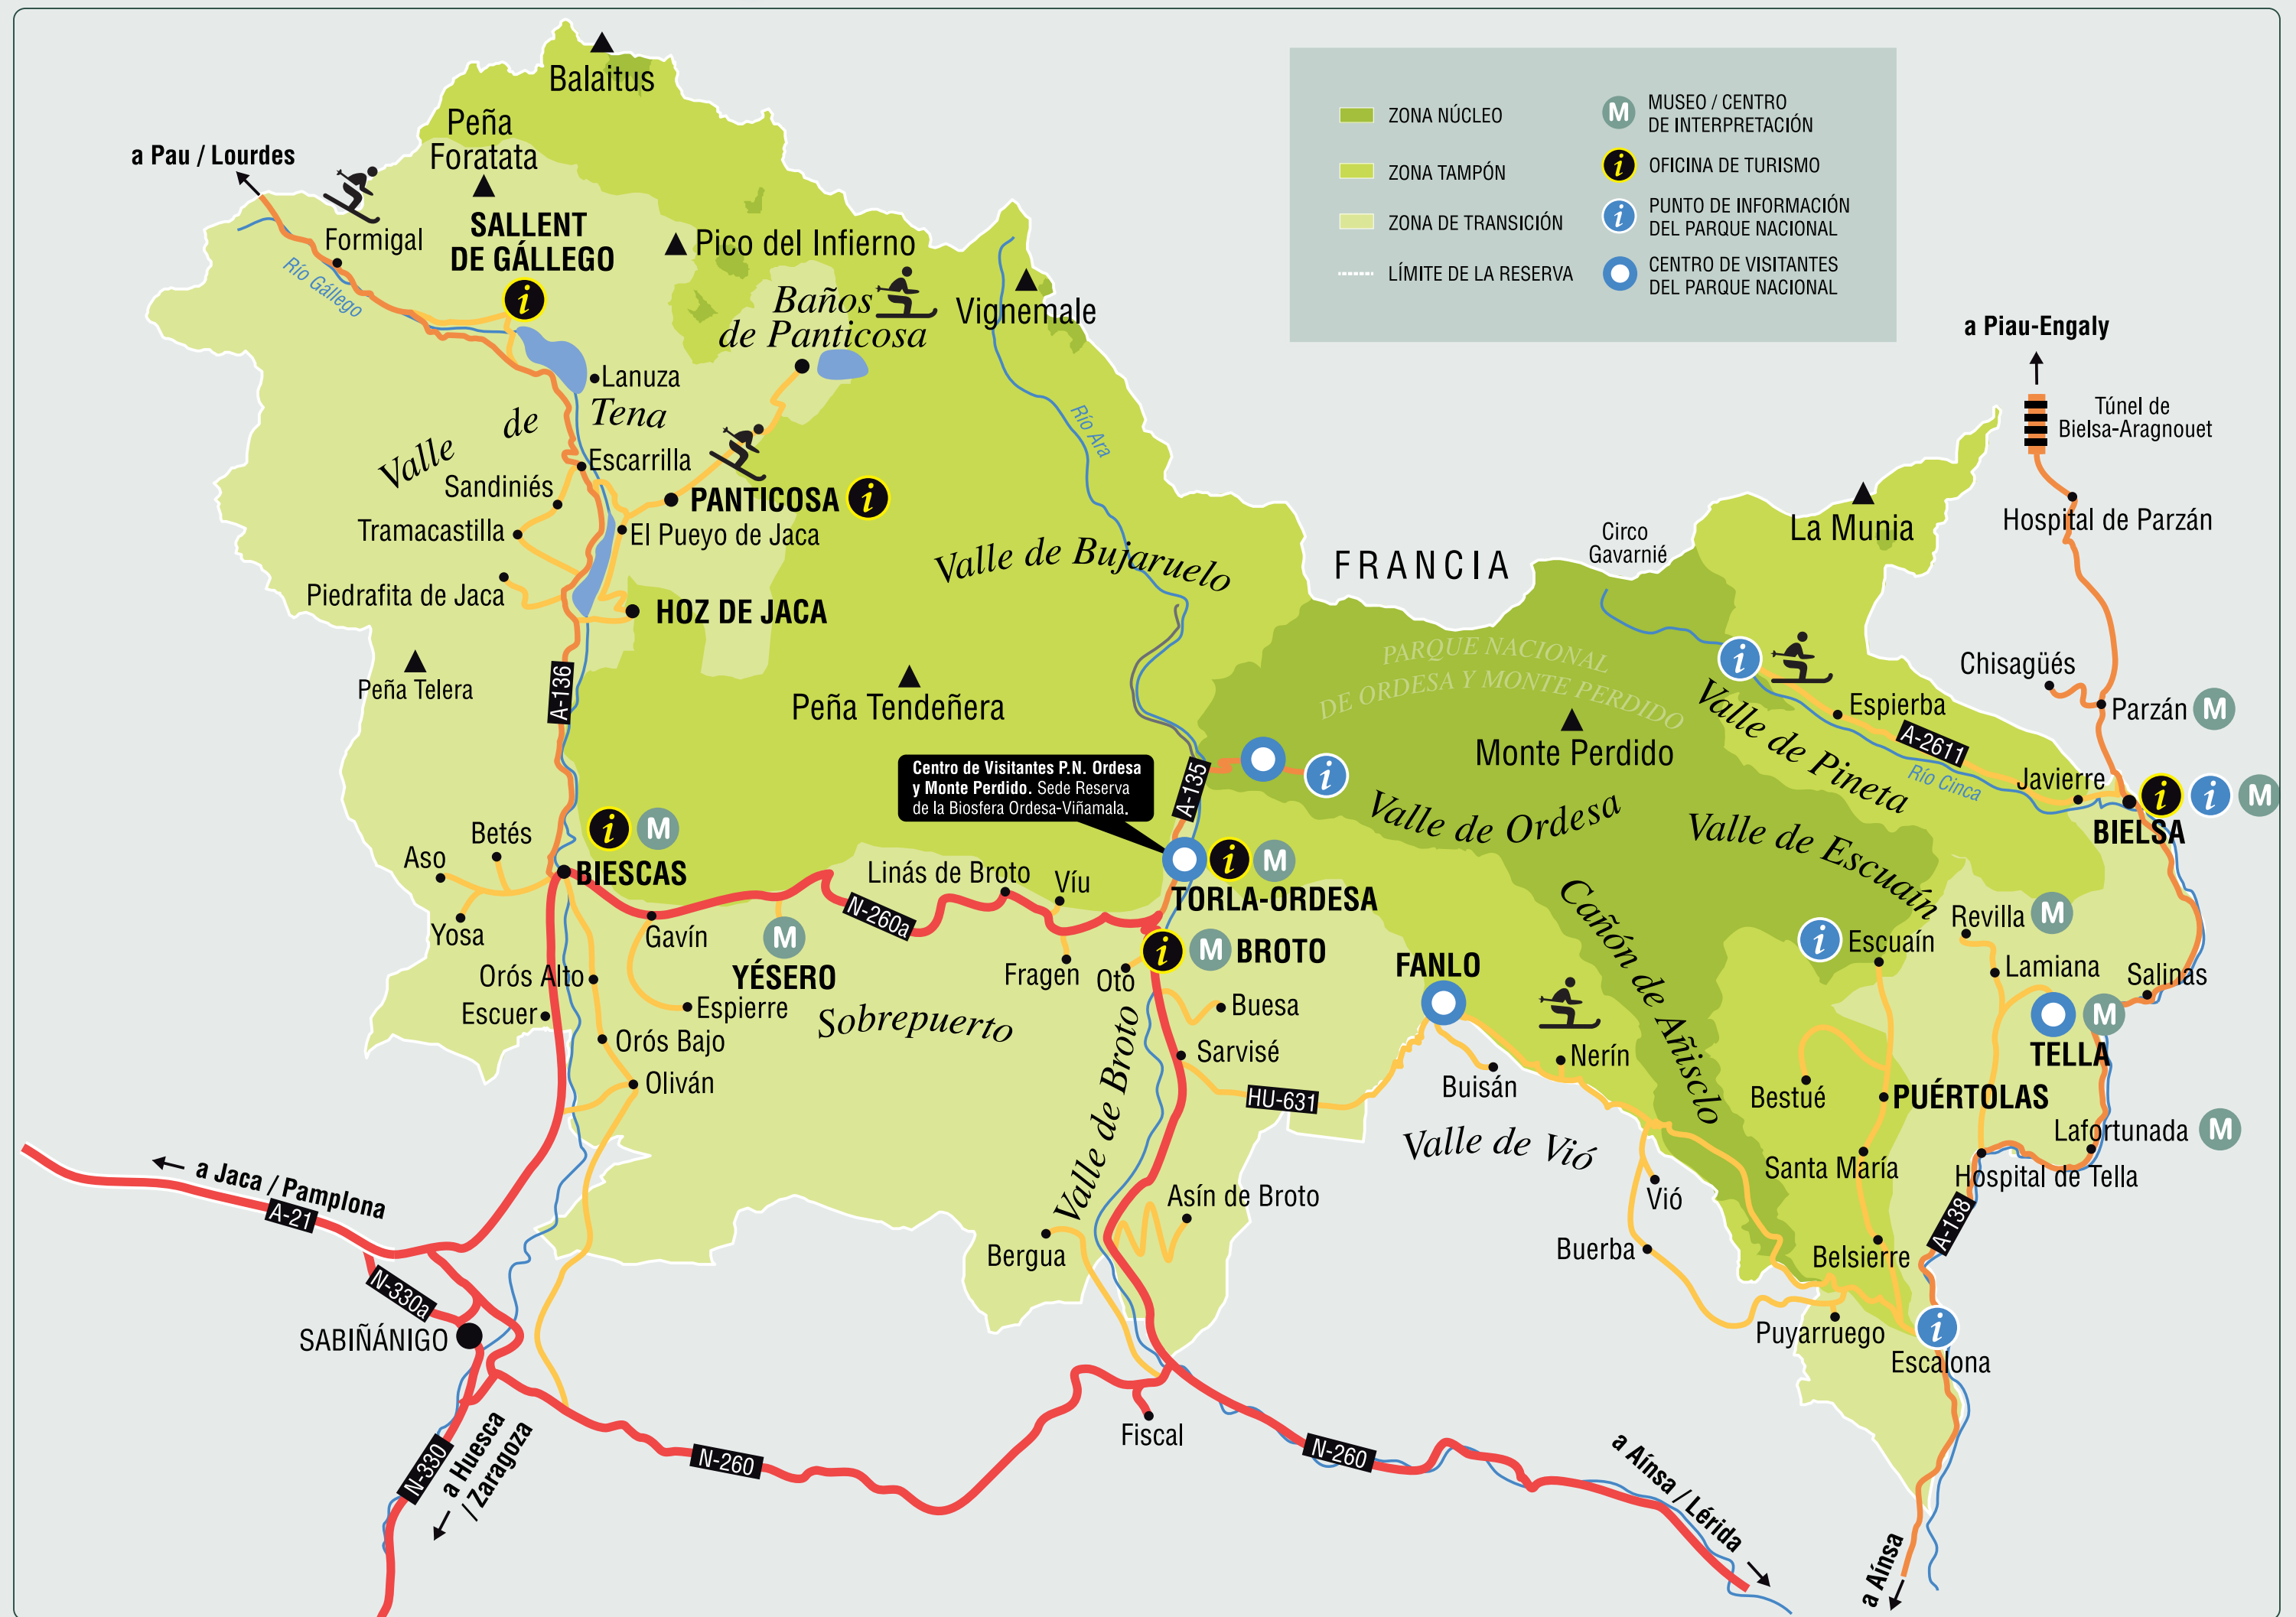 Balaitus
Peña
Foratata
a Pau / Lourdes
SALLENT
DE GÁLLEGO
Formigal
Río Gállego
Pico del Infierno
Baños
de Panticosa
Vignemale
Río Ara
Lanuza
Valle de Tena
Escarrilla
Sandiniés
PANTICOSA
Tramacastilla
El Pueyo de Jaca
Piedrafita de Jaca
HOZ DE JACA
Valle de Bujaruelo
Peña Telera
A-136
Peña Tendeñera
ZONA NÚCLEO
ZONA TAMPÓN
ZONA DE TRANSICIÓN
LÍMITE DE LA RESERVA
M
MUSEO / CENTRO
DE INTERPRETACIÓN
i
OFICINA DE TURISMO
i
PUNTO DE INFORMACIÓN
DEL PARQUE NACIONAL
CENTRO DE VISITANTES
DEL PARQUE NACIONAL
a Piau-Engaly
Túnel de
Bielsa-Aragnouet
Hospital de Parzán
La Munia
Circo
Gavarnié
FRANCIA
PARQUE NACIONAL
DE ORDESA Y MONTE PERDIDO
Monte Perdido
Chisagüés
Parzán
M
Espierba
A-2611
Valle de Pineta
Río Cinca
Javierre
BIELSA
i
i
M
Centro de Visitantes P.N. Ordesa
y Monte Perdido. Sede Reserva
de la Biosfera Ordesa-Viñamala.
A-135
Valle de Ordesa
Valle de Escuaín
Cañón de Añisclo
Betés
Aso
Yosa
i
M
BIESCAS
Gavín
M
YÉSERO
N-260a
Linás de Broto
Víu
Fragen
Oto
i
M
TORLA-ORDESA
i
M
BROTO
FANLO
Revilla
M
Escuaín
Lamiana
Salinas
M
TELLA
Orós Alto
Escuer
Espierre
Sobrepuerto
Orós Bajo
Oliván
Buesa
Sarvisé
Valle de Broto
HU-631
Buisán
Nerín
Bestué
PUÉRTOLAS
Lafortunada
M
Valle de Vió
Santa María
Hospital de Tella
Vió
Asín de Broto
Bergua
Buerba
Belsierre
A-138
a Jaca / Pamplona
A-21
N-330a
SABIÑÁNIGO
Puyarruego
i
Escalona
Fiscal
N-330
a Huesca
/ Zaragoza
N-260
N-260
a Aínsa / Lérida
a Aínsa